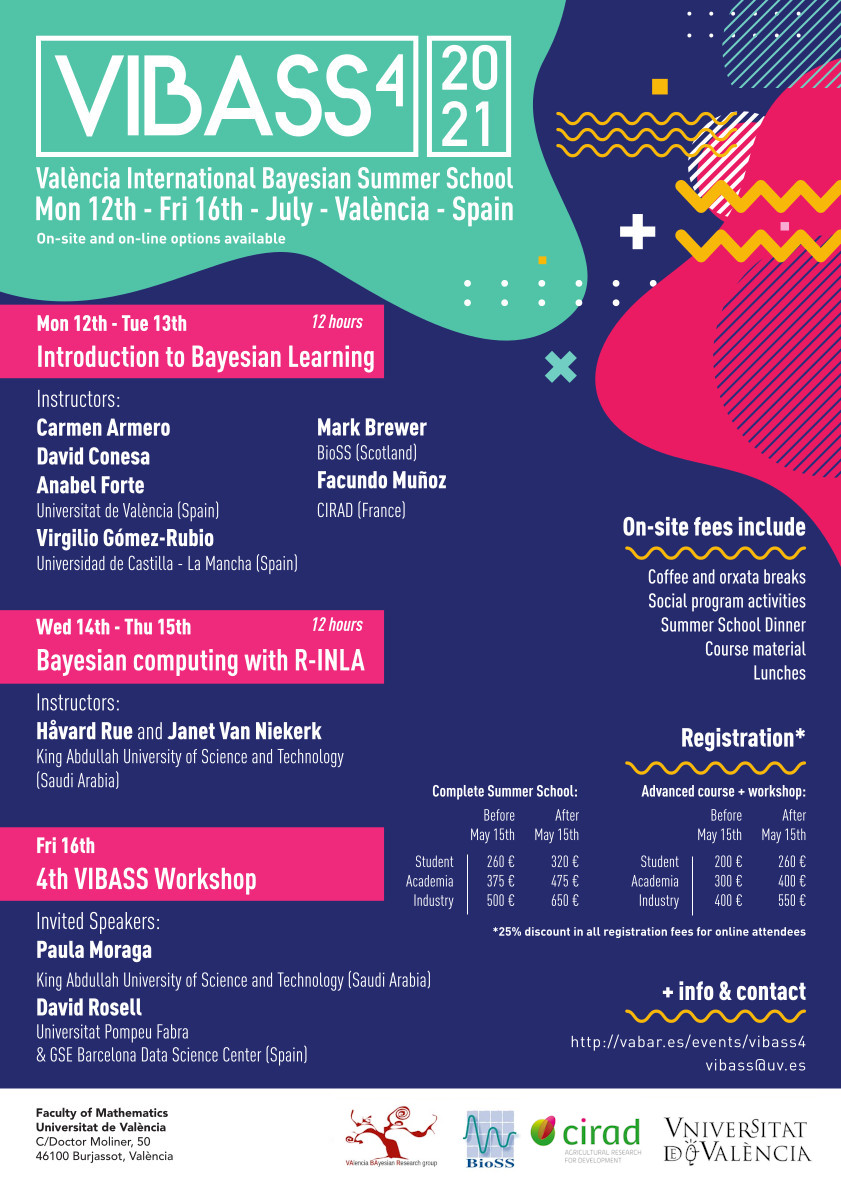 VIBASS4
20
21
València International Bayesian Summer School
Mon 12th - Fri 16th - July - València - Spain
On-site and on-line options available
Mon 12th - Tue 13th 12 hours
Introduction to Bayesian Learning
Instructors:
Carmen Armero
David Conesa
Anabel Forte
Universitat de València (Spain)
Virgilio Gómez-Rubio
Universidad de Castilla - La Mancha (Spain)
Mark Brewer
BioSS (Scotland)
Facundo Muñoz
CIRAD (France)
Wed 14th - Thu 15th 12 hours
Bayesian computing with R-INLA
Instructors:
Håvard Rue and Janet Van Niekerk
King Abdullah University of Science and Technology
(Saudi Arabia)
Fri 16th
4th VIBASS Workshop
Invited Speakers:
Paula Moraga
King Abdullah University of Science and Technology (Saudi Arabia)
David Rosell
Universitat Pompeu Fabra
& GSE Barcelona Data Science Center (Spain)
On-site fees include
Coffee and orxata breaks
Social program activities
Summer School Dinner
Course material
Lunches
Registration*
Complete Summer School:
Before After
May 15th May 15th
Student 260 € 320 €
Academia 375 € 475 €
Industry 500 € 650 €
Advanced course + workshop:
Before After
May 15th May 15th
Student 200 € 260 €
Academia 300 € 400 €
Industry 400 € 550 €
*25% discount in all registration fees for online attendees
+ info & contact
http://vabar.es/events/vibass4
vibass@uv.es
Faculty of Mathematics
Universitat de València
C/Doctor Moliner, 50
46100 Burjassot, València
VAlencia BAyesian Research group
BioSS
cirad
AGRICULTURAL RESEARCH
FOR DEVELOPMENT
VNIVERSITAT
DE VALÈNCIA